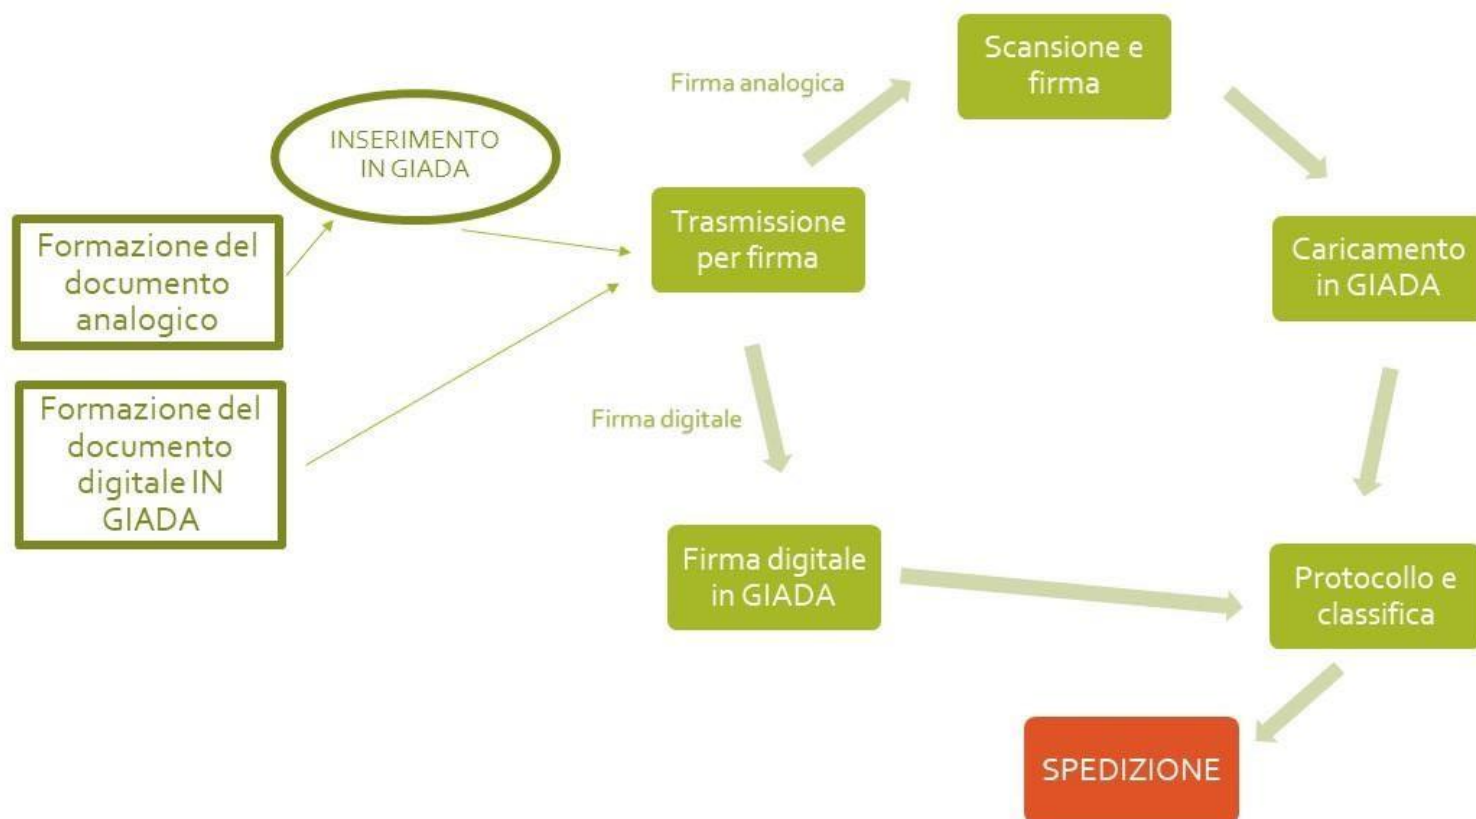 Formazione del
documento
analogico
INSERIMENTO
IN GIADA
Formazione del
documento
digitale IN
GIADA
Trasmissione
per firma
Firma analogica
Scansione e
firma
Caricamento
in GIADA
Firma digitale
Firma digitale
in GIADA
Protocollo e
classifica
SPEDIZIONE